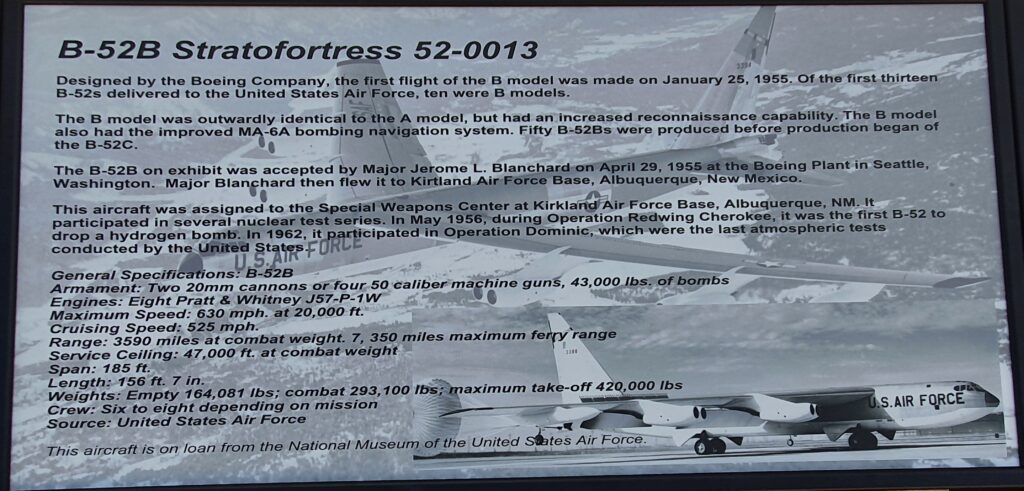 B-52B Stratofortress 52-0013
Designed by the Boeing Company, the first flight of the B model was made on January 25, 1955. Of the first thirteen
B-52s delivered to the United States Air Force, ten were B models.
The B model was outwardly identical to the A model, but had an increased reconnaissance capability. The B model
also had the improved MA-6A bombing navigation system. Fifty B-52Bs were produced before production began of
the B-52C.
The B-52B on exhibit was accepted by Major Jerome L. Blanchard on April 29, 1955 at the Boeing Plant in Seattle,
Washington. Major Blanchard then flew it to Kirtland Air Force Base, Albuquerque, New Mexico.
This aircraft was assigned to the Special Weapons Center at Kirkland Air Force Base, Albuquerque, NM. It
participated in several nuclear test series. In May 1956, during Operation Redwing Cherokee, it was the first B-52 to
drop a hydrogen bomb. In 1962, it participated in Operation Dominic, which were the last atmospheric tests
conducted by the United States.
U.S. AIR FORCE
General Specifications: B-52B
Armament: Two 20mm cannons or four 50 caliber machine guns, 43,000 lbs. of bombs
Engines: Eight Pratt & Whitney J57-P-1W
Maximum Speed: 630 mph. at 20,000 ft.
Cruising Speed: 525 mph.
Range: 3590 miles at combat weight. 7, 350 miles maximum ferry range
Service Ceiling: 47,000 ft. at combat weight
Span: 185 ft.
Length: 156 ft. 7 in.
Weights: Empty 164,081 lbs; combat 293,100 lbs; maximum take-off 420,000 lbs
Crew: Six to eight depending on mission
Source: United States Air Force
U.S. AIR FORCE
This aircraft is on loan from the National Museum of the United States Air Force.